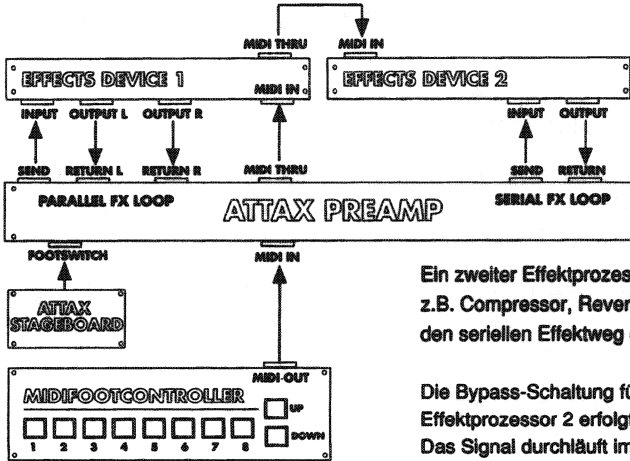 MIDI THRU MIDI IN
EFFECTS DEVICE 1 MIDI IN EFFECTS DEVICE 2
INPUT OUTPUT L OUTPUT R INPUT OUTPUT
SEND RETURN L RETURN R MIDI THRU SEND RETURN
PARALLEL FX LOOP ATTAX PREAMP SERIAL FX LOOP
FOOTSWITCH MIDI IN
ATTAX
STAGEBOARD
MIDI-OUT
MIDIFOOTCONTROLLER
UP
DOWN
1 2 3 4 5 6 7 8
Ein zweiter Effektprozes
z.B. Compressor, Rever
den seriellen Effektweg
Die Bypass-Schaltung fü
Effektprozessor 2 erfolgt
Das Signal durchläuft im